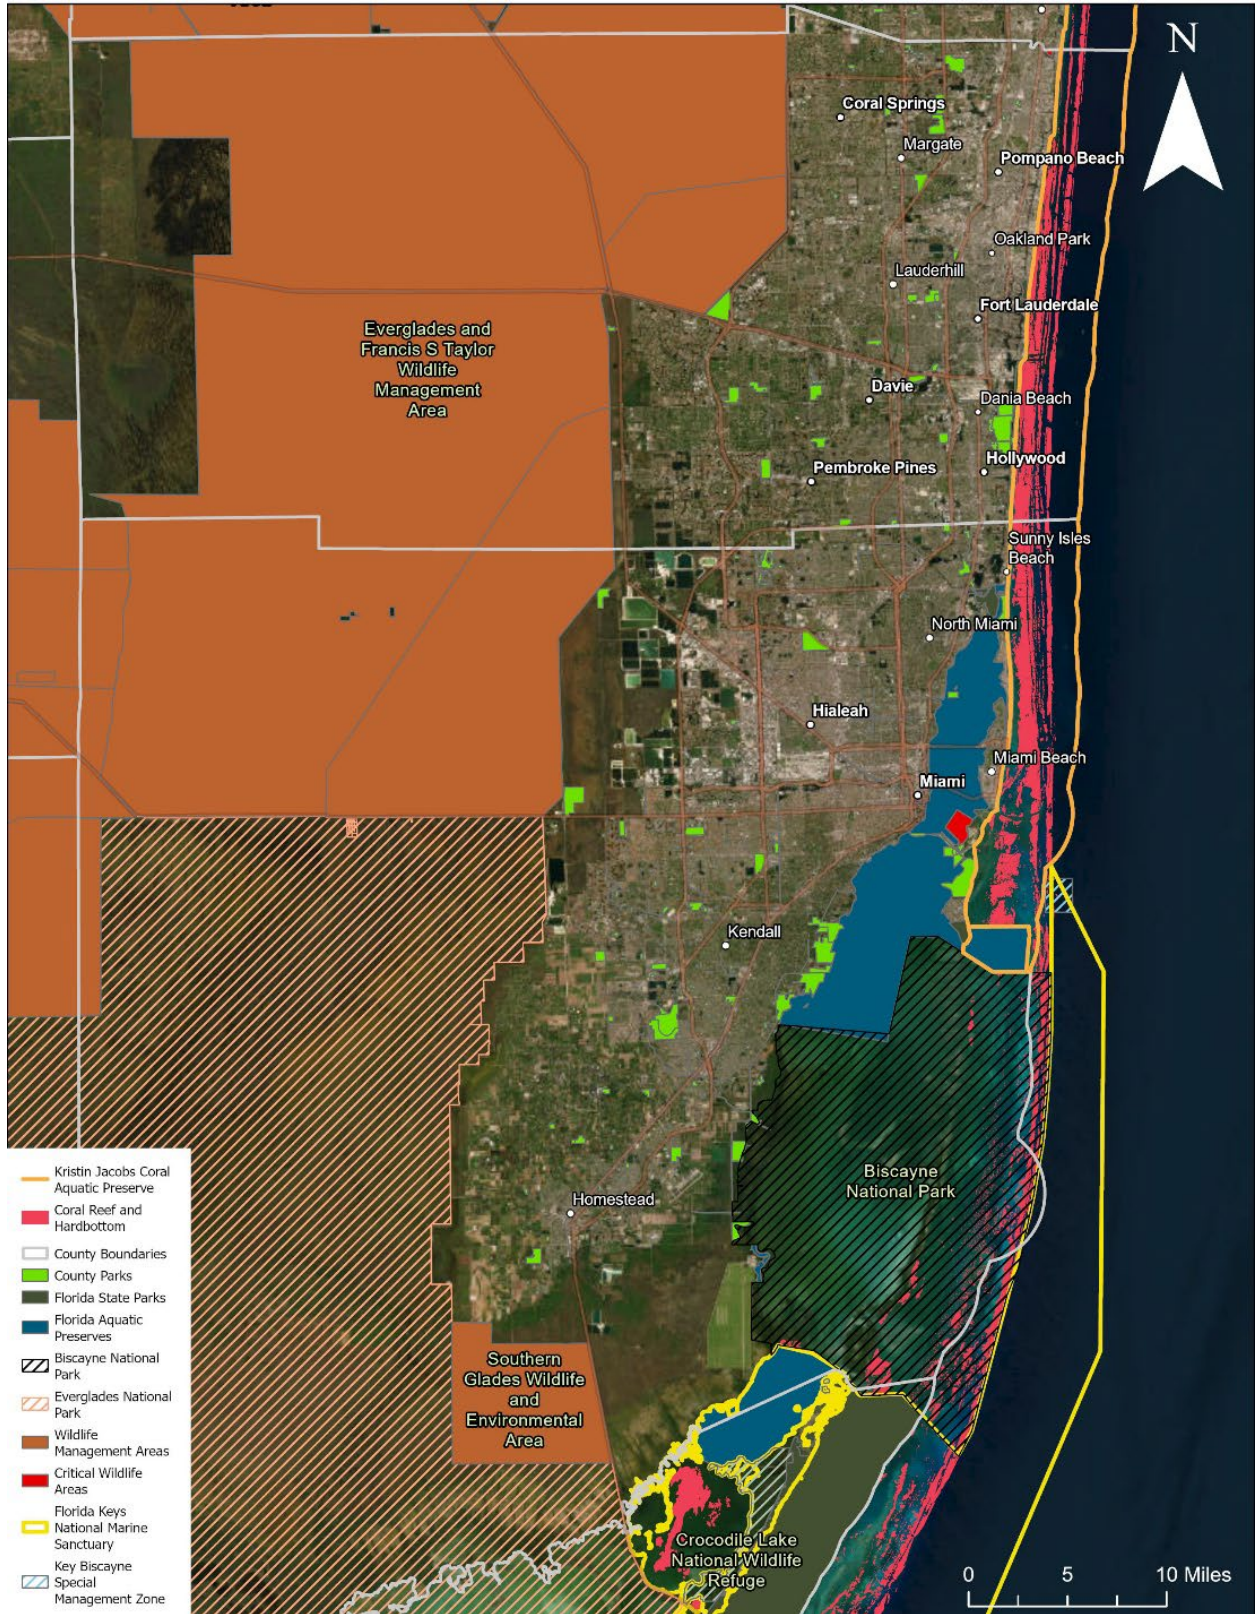 N
Coral Springs
Margate
Pompano Beach
Oakland Park
Lauderhill
Fort Lauderdale
Everglades and
Francis S Taylor
Wildlife
Management
Area
Davie
Dania Beach
Pembroke Pines
Hollywood
Sunny Isles
Beach
North Miami
Hialeah
Miami Beach
Miami
Kendall
Biscayne
National Park
Homestead
Southern
Glades Wildlife
and
Environmental
Area
Crocodile Lake
National Wildlife
Refuge
0 5 10 Miles
Kristin Jacobs Coral
Aquatic Preserve
Coral Reef and
Hardbottom
County Boundaries
County Parks
Florida State Parks
Florida Aquatic
Preserves
Biscayne National
Park
Everglades National
Park
Wildlife
Management Areas
Critical Wildlife
Areas
Florida Keys
National Marine
Sanctuary
Key Biscayne
Special
Management Zone